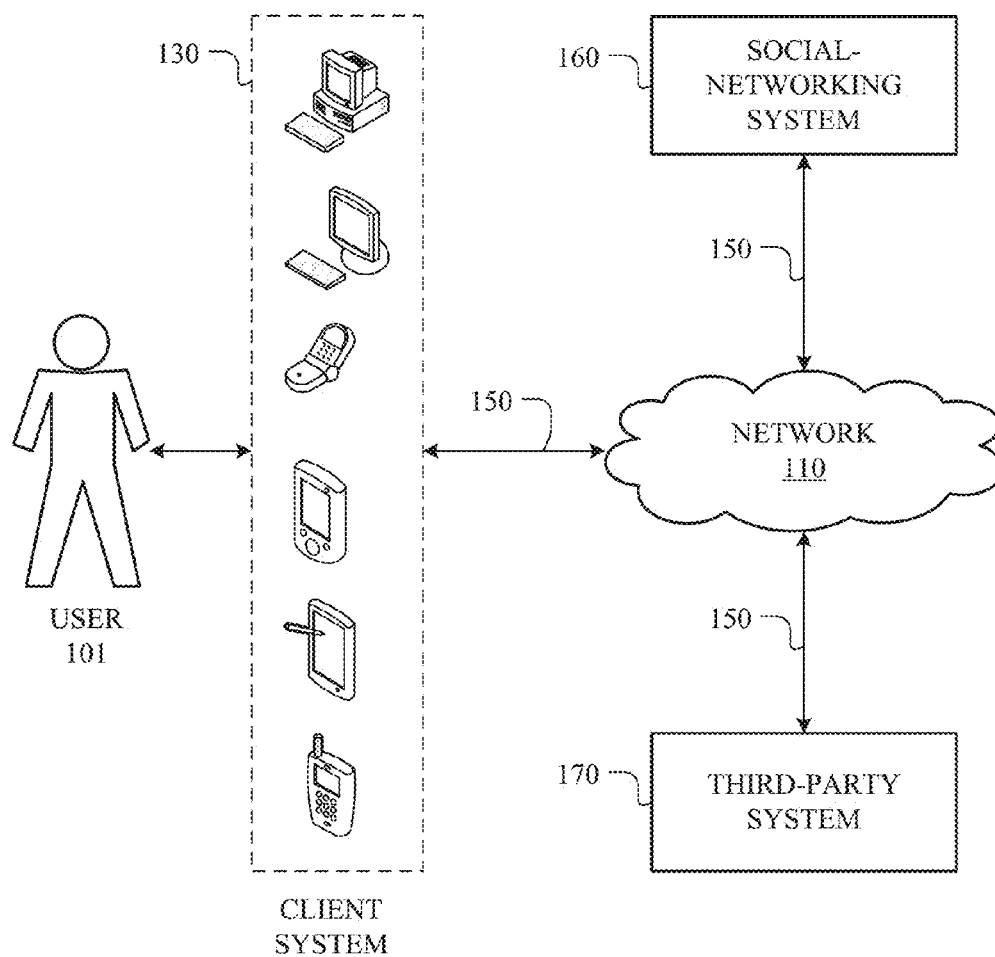 130
160
SOCIAL-
NETWORKING
SYSTEM
150
150
NETWORK
110
USER
101
150
170
THIRD-PARTY
SYSTEM
CLIENT
SYSTEM